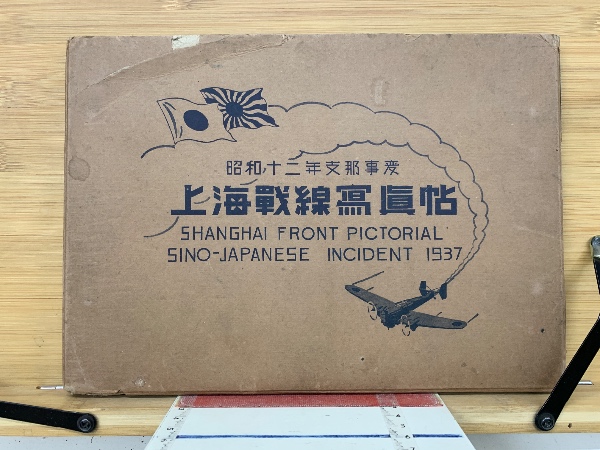 昭和十二年支那事変
上海戰線寫眞帖
SHANGHAI FRONT PICTORIAL
SINO-JAPANESE INCIDENT 1937